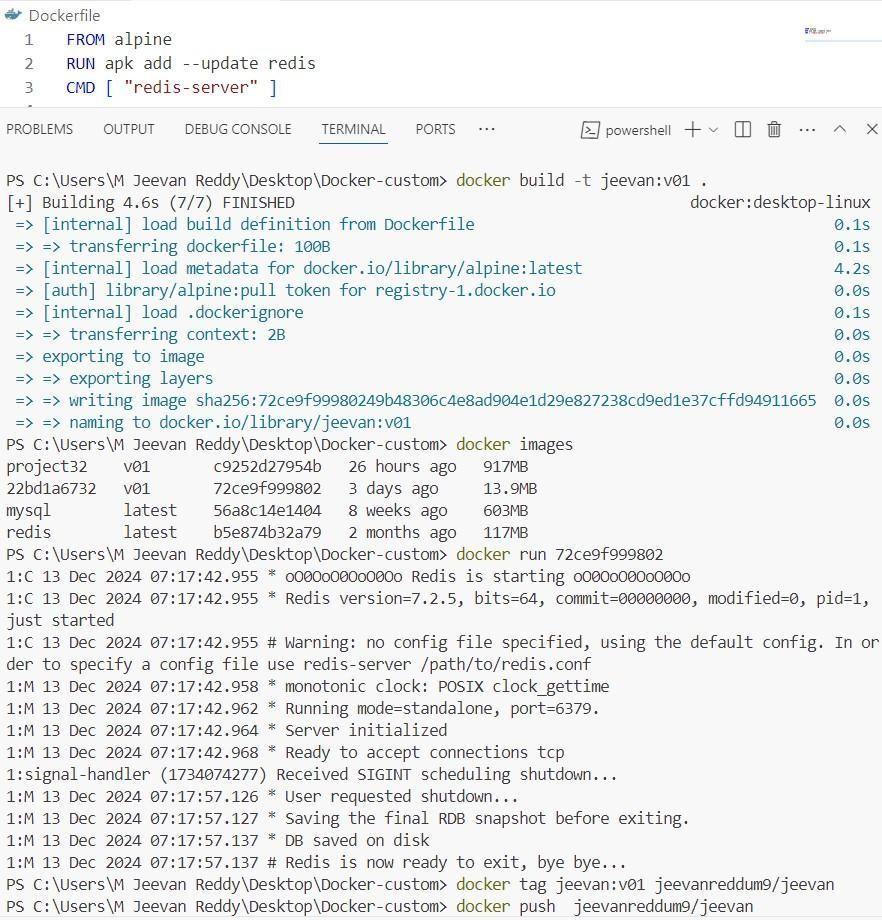 Dockerfile
1 FROM alpine
2 RUN apk add --update redis
3 CMD [ "redis-server" ]
PROBLEMS OUTPUT DEBUG CONSOLE TERMINAL PORTS ... powershell
PS C:\Users\M Jeevan Reddy\Desktop\Docker-custom> docker build -t jeevan:v01 .
[+] Building 4.6s (7/7) FINISHED docker:desktop-linux
=> [internal] load build definition from Dockerfile 0.1s
=> => transferring dockerfile: 100B 0.1s
=> [internal] load metadata for docker.io/library/alpine:latest 4.2s
=> [auth] library/alpine:pull token for registry-1.docker.io 0.0s
=> [internal] load .dockerignore 0.1s
=> => transferring context: 2B 0.0s
=> exporting to image 0.0s
=> => exporting layers 0.0s
=> => writing image sha256:72ce9f99980249b48306c4e8ad904e1d29e827238cd9ed1e37cffd94911665 0.0s
=> => naming to docker.io/library/jeevan:v01 0.0s
PS C:\Users\M Jeevan Reddy\Desktop\Docker-custom> docker images
project32 v01 c9252d27954b 26 hours ago 917MB
22bd1a6732 v01 72ce9f999802 3 days ago 13.9MB
mysql latest 56a8c14e1404 8 weeks ago 603MB
redis latest b5e874b32a79 2 months ago 117MB
PS C:\Users\M Jeevan Reddy\Desktop\Docker-custom> docker run 72ce9f999802
1:C 13 Dec 2024 07:17:42.955 * oO0OoO0OoO0Oo Redis is starting oO0OoO0OoO0Oo
1:C 13 Dec 2024 07:17:42.955 * Redis version=7.2.5, bits=64, commit=00000000, modified=0, pid=1,
just started
1:C 13 Dec 2024 07:17:42.955 # Warning: no config file specified, using the default config. In or
der to specify a config file use redis-server /path/to/redis.conf
1:M 13 Dec 2024 07:17:42.958 * monotonic clock: POSIX clock_gettime
1:M 13 Dec 2024 07:17:42.962 * Running mode=standalone, port=6379.
1:M 13 Dec 2024 07:17:42.964 * Server initialized
1:M 13 Dec 2024 07:17:42.968 * Ready to accept connections tcp
1:signal-handler (1734074277) Received SIGINT scheduling shutdown...
1:M 13 Dec 2024 07:17:57.126 * User requested shutdown...
1:M 13 Dec 2024 07:17:57.127 * Saving the final RDB snapshot before exiting.
1:M 13 Dec 2024 07:17:57.137 * DB saved on disk
1:M 13 Dec 2024 07:17:57.137 # Redis is now ready to exit, bye bye...
PS C:\Users\M Jeevan Reddy\Desktop\Docker-custom> docker tag jeevan:v01 jeevanreddum9/jeevan
PS C:\Users\M Jeevan Reddy\Desktop\Docker-custom> docker push  jeevanreddum9/jeevan